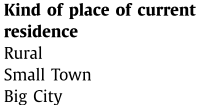 Kind of place of current
residence
Rural
Small Town
Big City